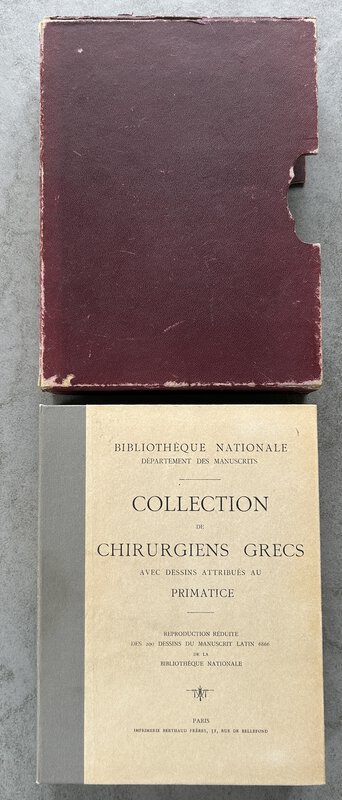 BIBLIOTHÈQUE NATIONALE
DÉPARTEMENT DES MANUSCRITS
COLLECTION
DE
CHIRURGIENS GRECS
AVEC DESSINS ATTRIBUÉS AU
PRIMATICE
REPRODUCTION RÉDUITE
DES 200 DESSINS DU MANUSCRIT LATIN 6866
DE LA
BIBLIOTHÈQUE NATIONALE
PARIS
IMPRIMERIE BERTHAUD FRÈRES, 31, RUE DE BELLEFOND